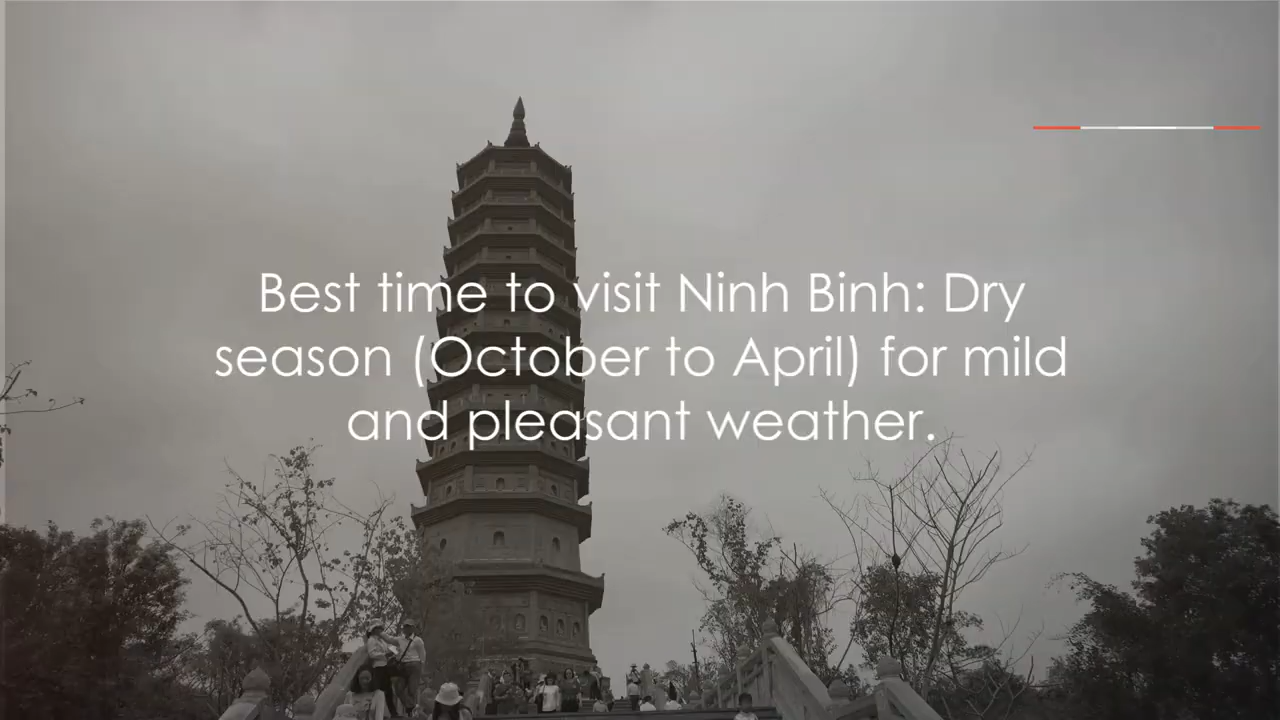 Best time to visit Ninh Binh: Dry
season (October to April) for mild
and pleasant weather.